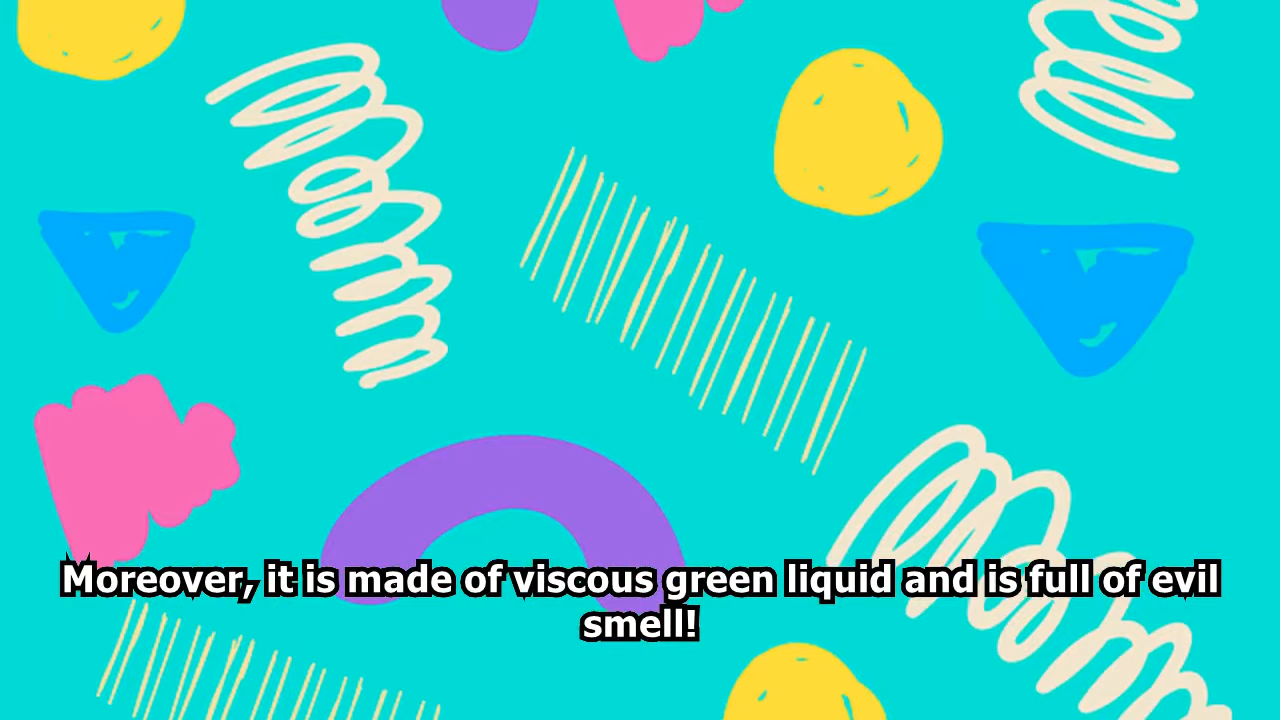 Moreover, it is made of viscous green liquid and is full of evil
smell!